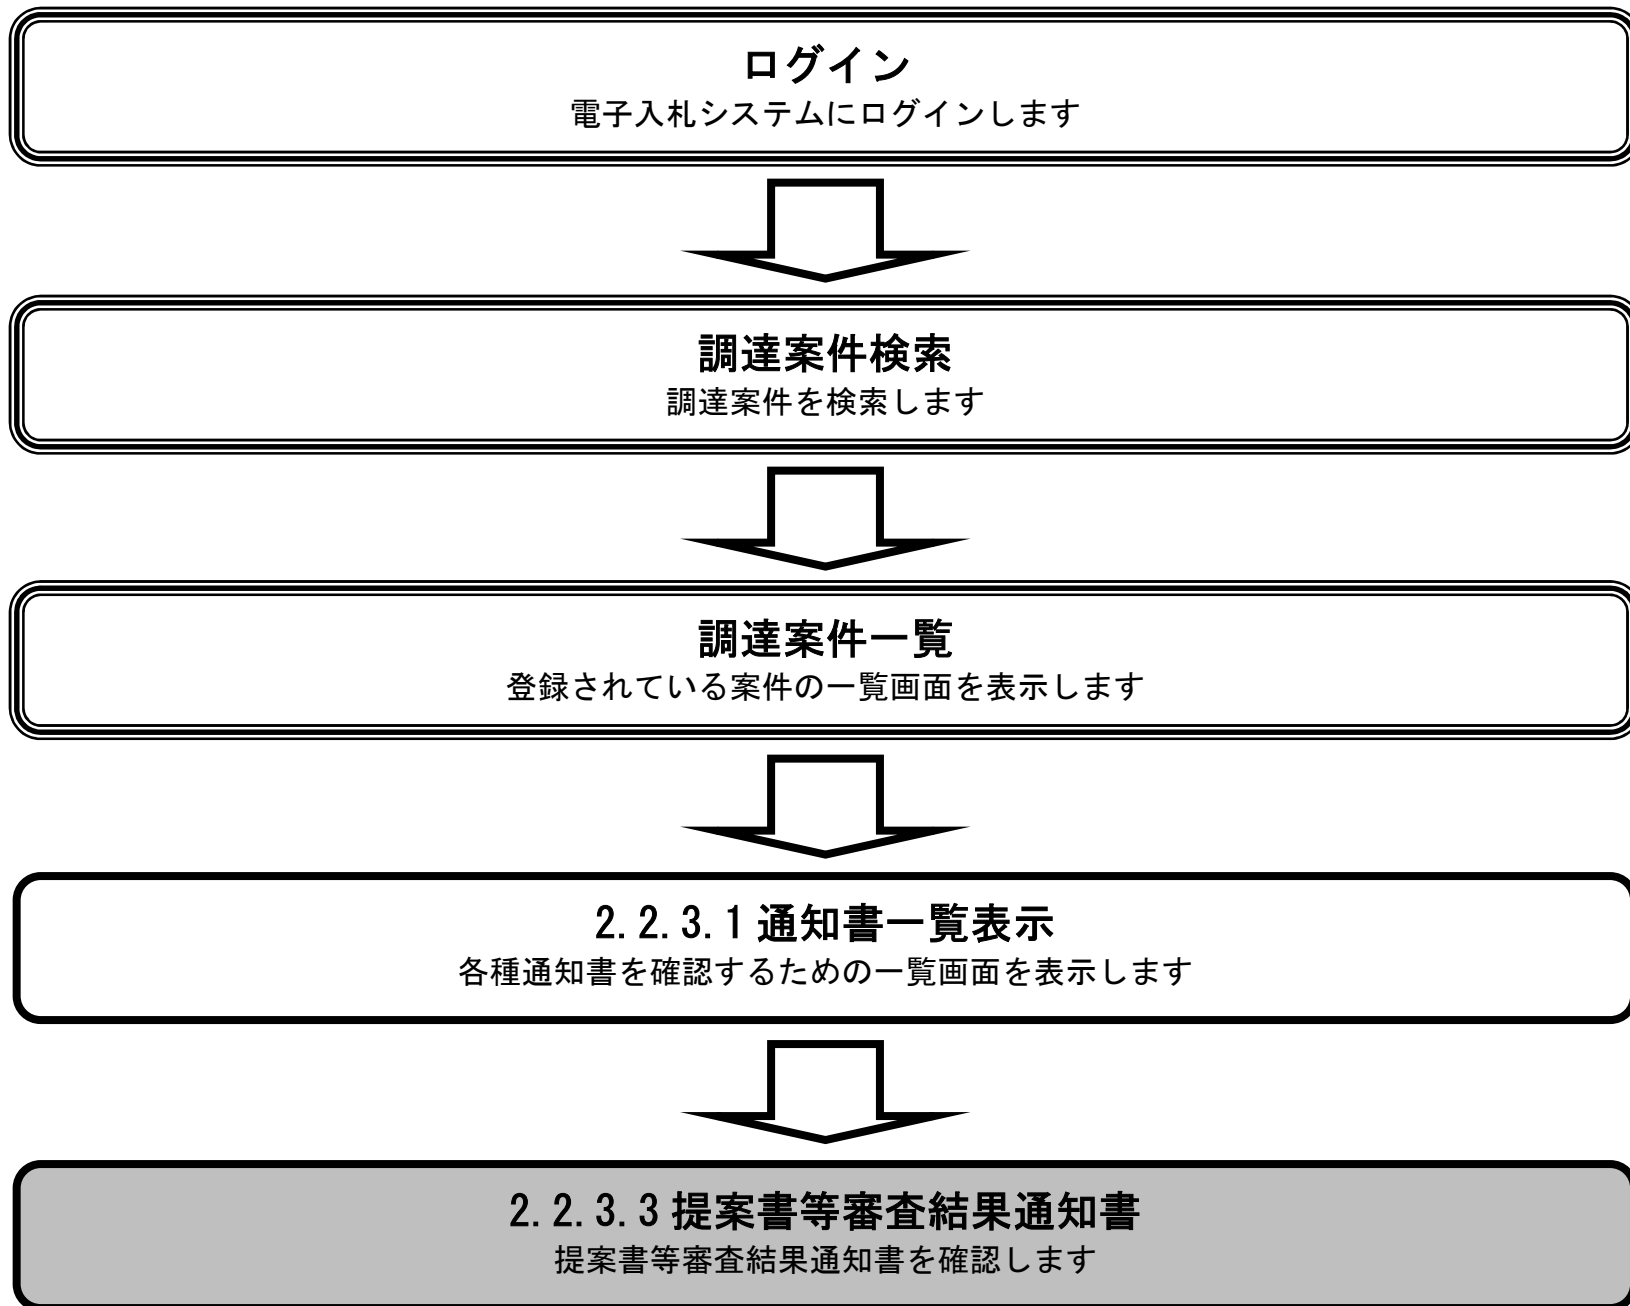 ログイン
電子入札システムにログインします
調達案件検索
調達案件を検索します
調達案件一覧
登録されている案件の一覧画面を表示します
2.2.3.1 通知書一覧表示
各種通知書を確認するための一覧画面を表示します
2.2.3.3 提案書等審査結果通知書
提案書等審査結果通知書を確認します